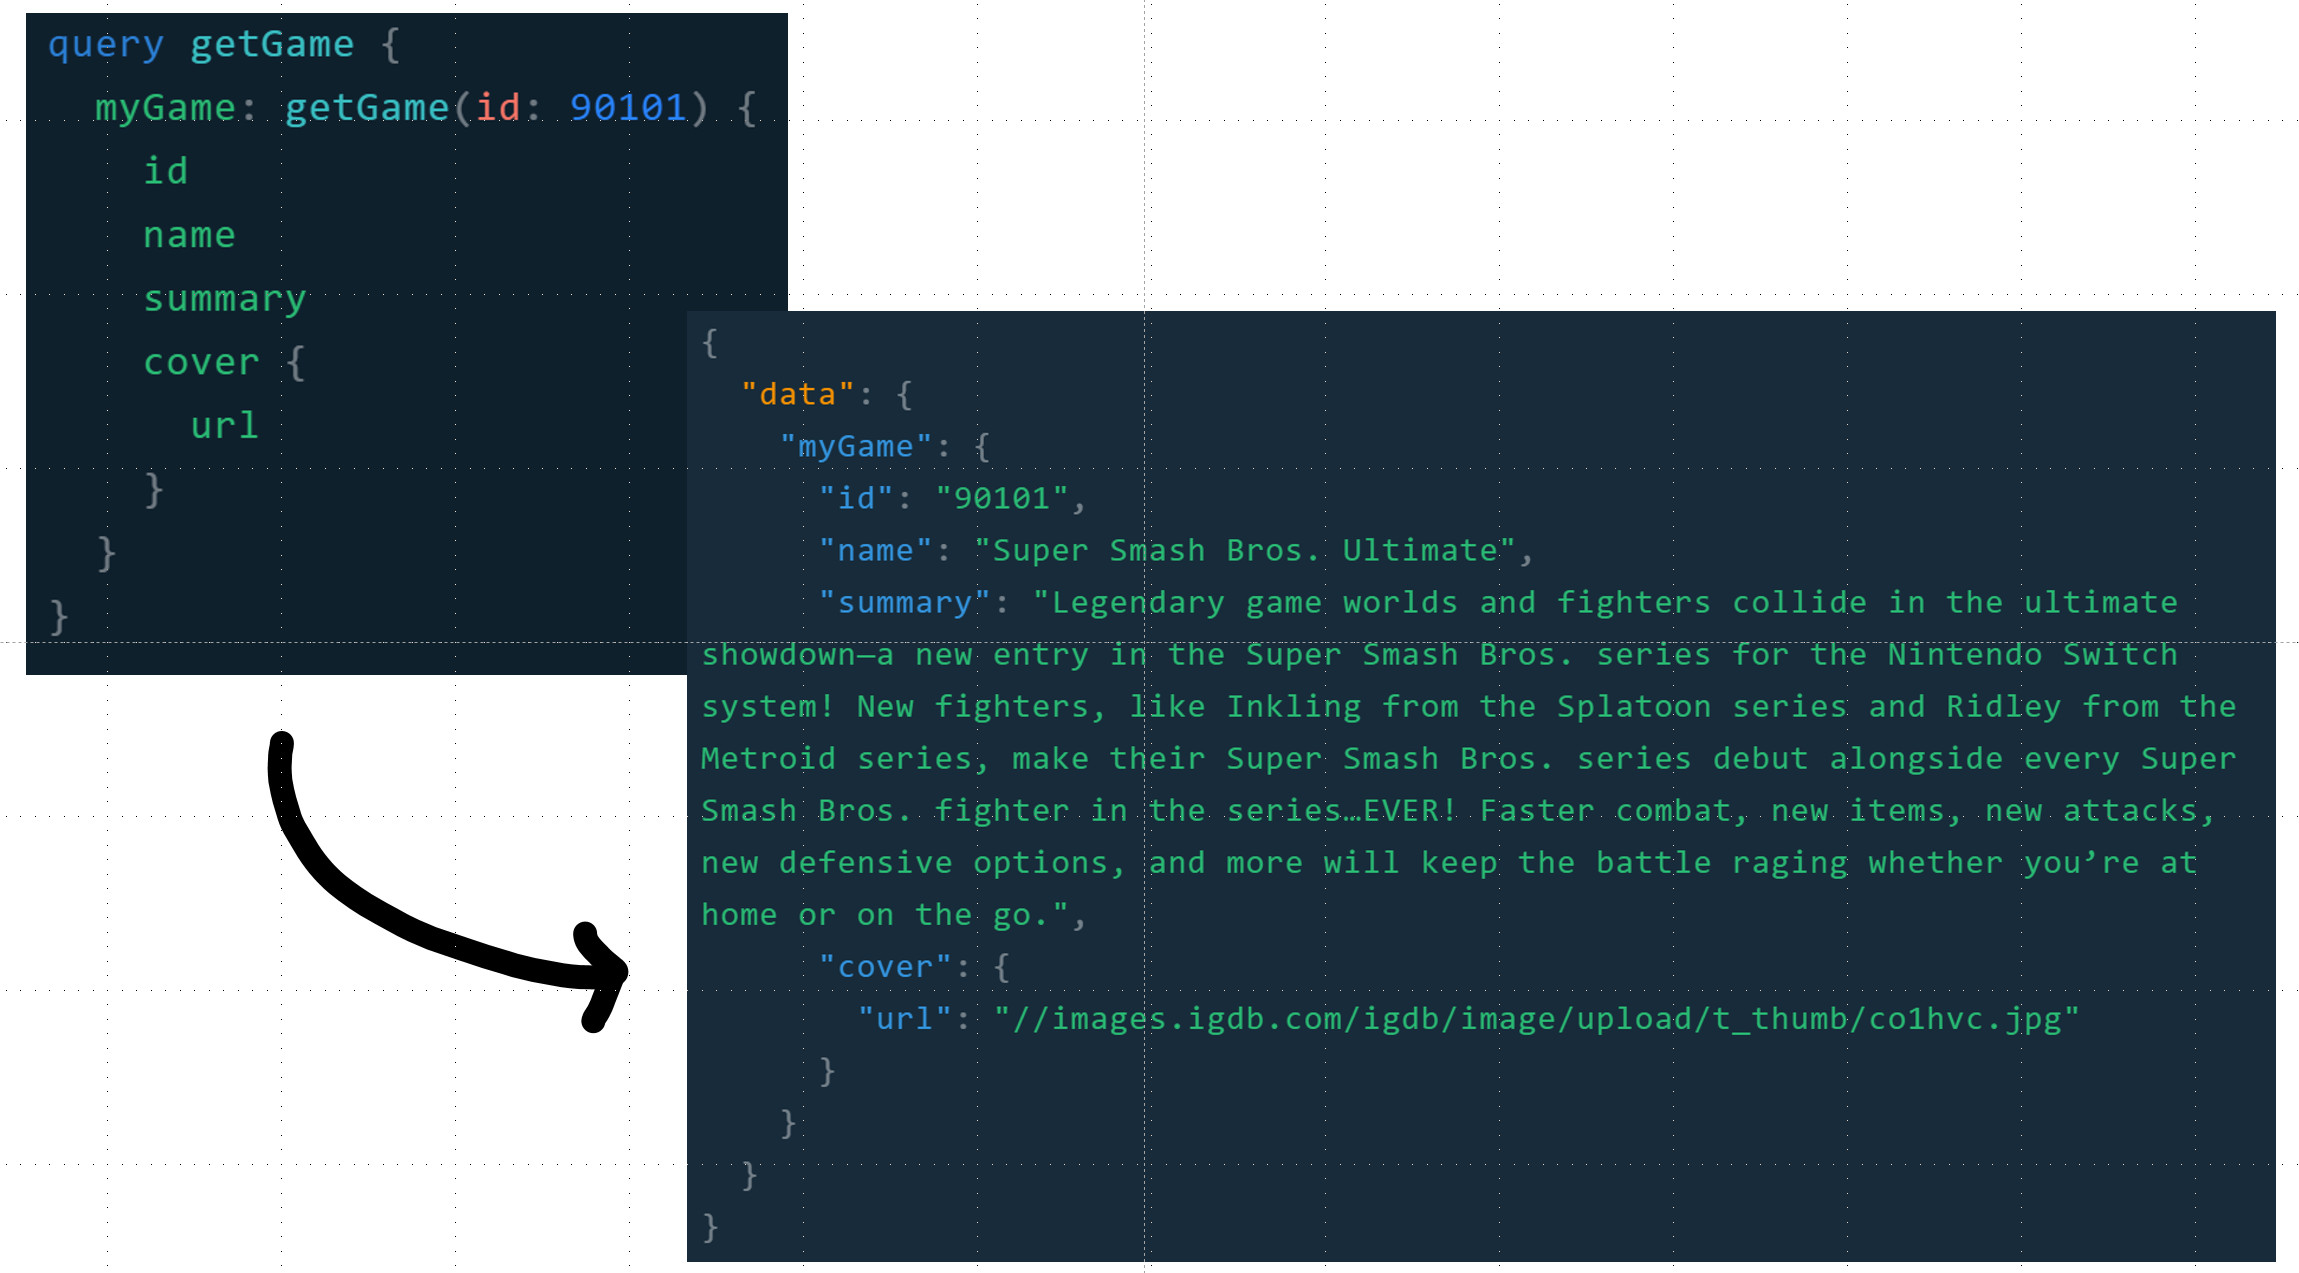 query getGame {
  myGame: getGame(id: 90101) {
    id
    name
    summary
    cover {
      url
    }
  }
}
{
  "data": {
    "myGame": {
      "id": "90101",
      "name": "Super Smash Bros. Ultimate",
      "summary": "Legendary game worlds and fighters collide in the ultimate
showdown—a new entry in the Super Smash Bros. series for the Nintendo Switch
system! New fighters, like Inkling from the Splatoon series and Ridley from the
Metroid series, make their Super Smash Bros. series debut alongside every Super
Smash Bros. fighter in the series…EVER! Faster combat, new items, new attacks,
new defensive options, and more will keep the battle raging whether you’re at
home or on the go.",
      "cover": {
        "url": "//images.igdb.com/igdb/image/upload/t_thumb/co1hvc.jpg"
      }
    }
  }
}